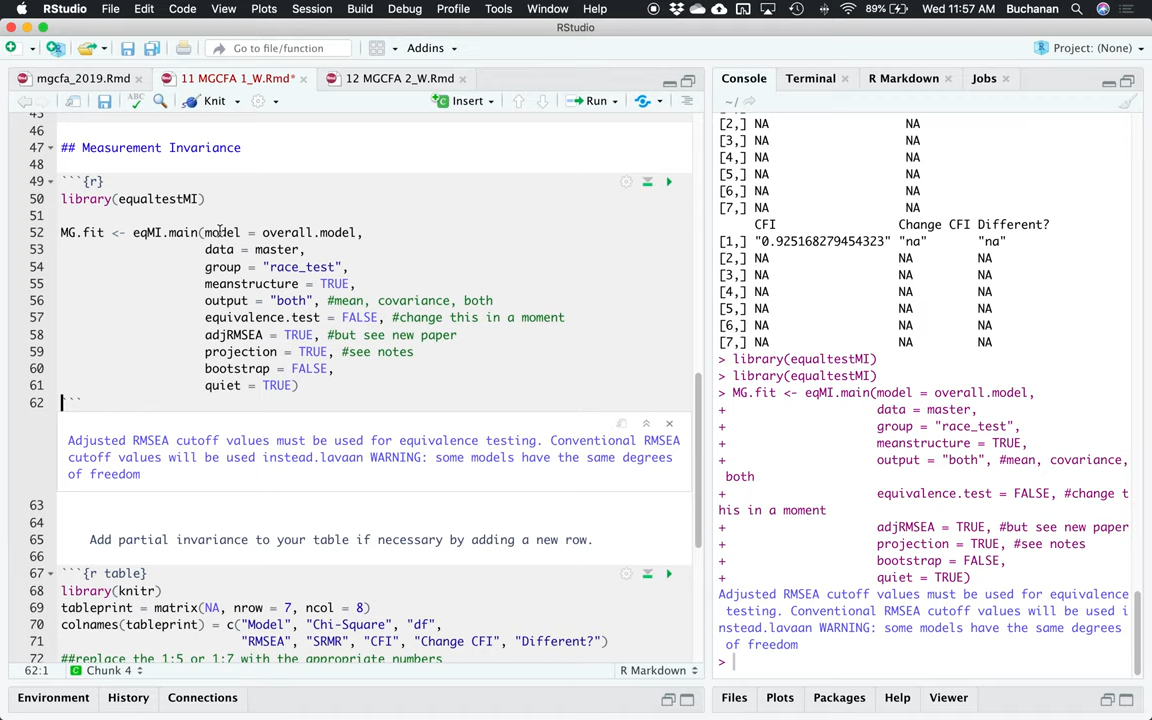 RStudio File Edit Code View Plots Session Build Debug Profile Tools Window Help 89% Wed 11:57 AM Buchanan
RStudio
Go to file/function Addins Project: (None)
mgcfa_2019.Rmd 11 MGCFA 1_W.Rmd* 12 MGCFA 2_W.Rmd
ABC Knit Insert Run
45
46
47 ## Measurement Invariance
48
49 ```{r}
50 library(equaltestMI)
51
52 MG.fit <- eqMI.main(model = overall.model,
53 data = master,
54 group = "race_test",
55 meanstructure = TRUE,
56 output = "both", #mean, covariance, both
57 equivalence.test = FALSE, #change this in a moment
58 adjRMSEA = TRUE, #but see new paper
59 projection = TRUE, #see notes
60 bootstrap = FALSE,
61 quiet = TRUE)
62 ```
Adjusted RMSEA cutoff values must be used for equivalence testing. Conventional RMSEA
cutoff values will be used instead.lavaan WARNING: some models have the same degrees
of freedom
63
64
65 Add partial invariance to your table if necessary by adding a new row.
66
67 ```{r table}
68 library(knitr)
69 tableprint = matrix(NA, nrow = 7, ncol = 8)
70 colnames(tableprint) = c("Model", "Chi-Square", "df",
71 "RMSEA", "SRMR", "CFI", "Change CFI", "Different?")
72 ##replace the 1:5 or 1:7 with the appropriate numbers
62:1 Chunk 4 R Markdown
Environment History Connections
Console Terminal R Markdown Jobs
~/
[2,] NA NA
[3,] NA NA
[4,] NA NA
[5,] NA NA
[6,] NA NA
[7,] NA NA
CFI Change CFI Different?
[1,] "0.925168279454323" "na" "na"
[2,] NA NA NA
[3,] NA NA NA
[4,] NA NA NA
[5,] NA NA NA
[6,] NA NA NA
[7,] NA NA NA
> library(equaltestMI)
> library(equaltestMI)
> MG.fit <- eqMI.main(model = overall.model,
+ data = master,
+ group = "race_test",
+ meanstructure = TRUE,
+ output = "both", #mean, covariance,
both
+ equivalence.test = FALSE, #change t
his in a moment
+ adjRMSEA = TRUE, #but see new paper
+ projection = TRUE, #see notes
+ bootstrap = FALSE,
+ quiet = TRUE)
Adjusted RMSEA cutoff values must be used for equivalence
testing. Conventional RMSEA cutoff values will be used i
nstead.lavaan WARNING: some models have the same degrees
of freedom
>
Files Plots Packages Help Viewer